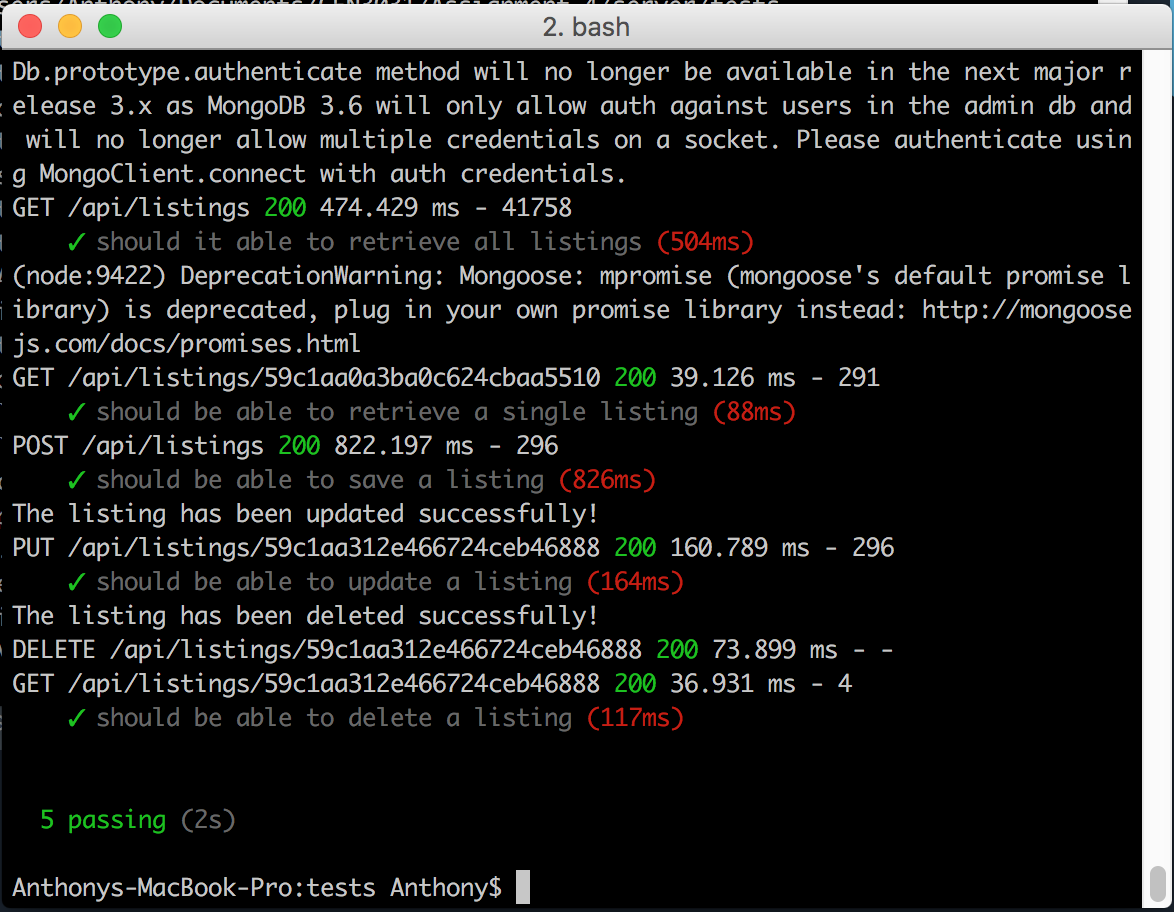 2. bash
Db.prototype.authenticate method will no longer be available in the next major r
elease 3.x as MongoDB 3.6 will only allow auth against users in the admin db and
 will no longer allow multiple credentials on a socket. Please authenticate usin
g MongoClient.connect with auth credentials.
GET /api/listings 200 474.429 ms - 41758
    ✓ should it able to retrieve all listings (504ms)
(node:9422) DeprecationWarning: Mongoose: mpromise (mongoose's default promise l
ibrary) is deprecated, plug in your own promise library instead: http://mongoose
js.com/docs/promises.html
GET /api/listings/59c1aa0a3ba0c624cbaa5510 200 39.126 ms - 291
    ✓ should be able to retrieve a single listing (88ms)
POST /api/listings 200 822.197 ms - 296
    ✓ should be able to save a listing (826ms)
The listing has been updated successfully!
PUT /api/listings/59c1aa312e466724ceb46888 200 160.789 ms - 296
    ✓ should be able to update a listing (164ms)
The listing has been deleted successfully!
DELETE /api/listings/59c1aa312e466724ceb46888 200 73.899 ms - -
GET /api/listings/59c1aa312e466724ceb46888 200 36.931 ms - 4
    ✓ should be able to delete a listing (117ms)
  5 passing (2s)
Anthonys-MacBook-Pro:tests Anthony$